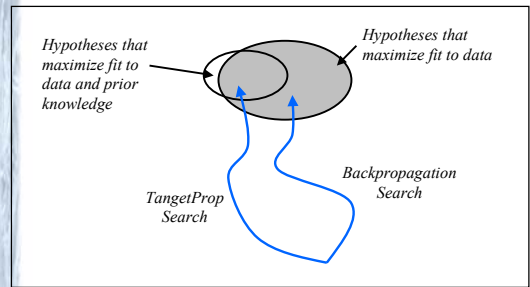 Hypotheses that
maximize fit to
data and prior
knowledge
Hypotheses that
maximize fit to data
TangetProp
Search
Backpropagation
Search